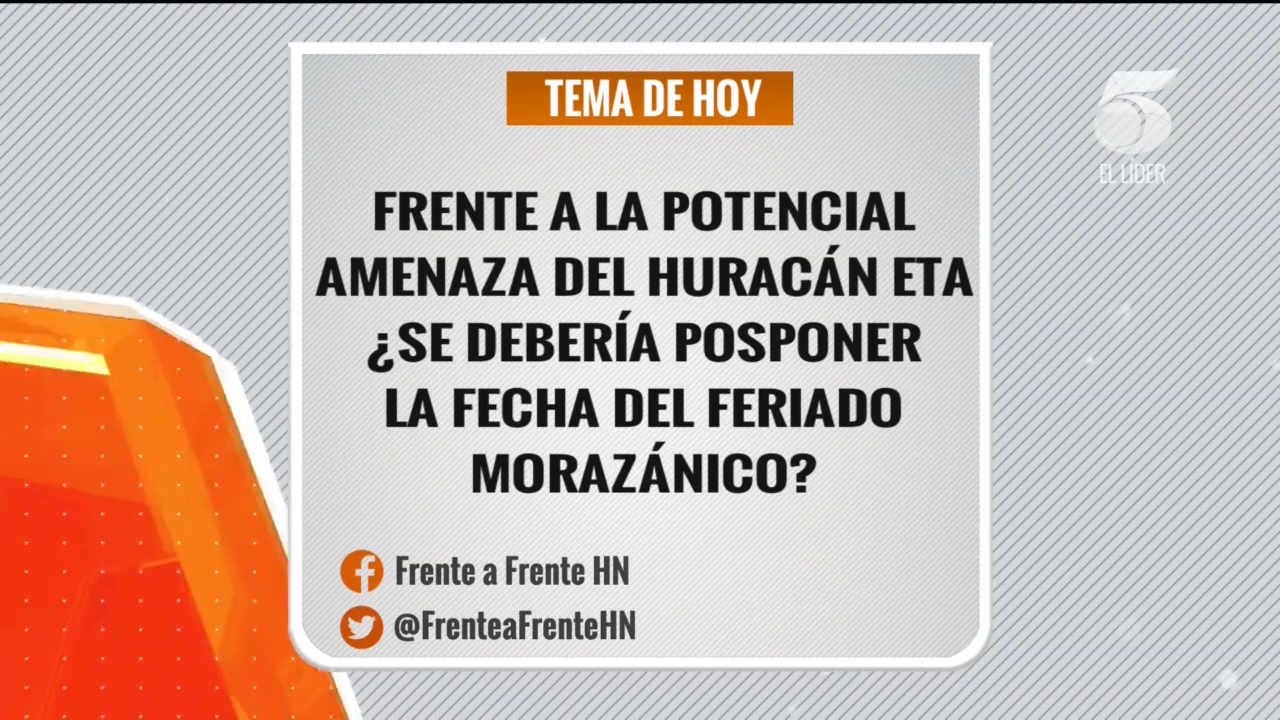 TEMA DE HOY
5
EL LÍDER
FRENTE A LA POTENCIAL
AMENAZA DEL HURACÁN ETA
¿SE DEBERÍA POSPONER
LA FECHA DEL FERIADO
MORAZÁNICO?
Frente a Frente HN
@FrenteaFrenteHN